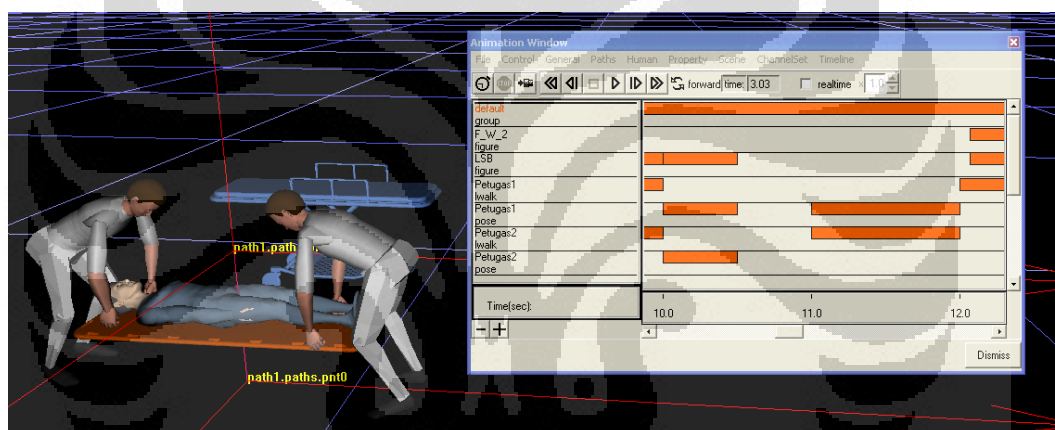 Animation Window
File Control General Paths Human Property Scene ChannelSet Timeline
forward time: 3.03 realtime x 1.0
default
group
F_W_2
figure
LSB
figure
Petugas1
lwalk
Petugas1
pose
Petugas2
lwalk
Petugas2
pose
Time(sec):
10.0 11.0 12.0
Dismiss
path1.paths.
path1.paths.pnt0